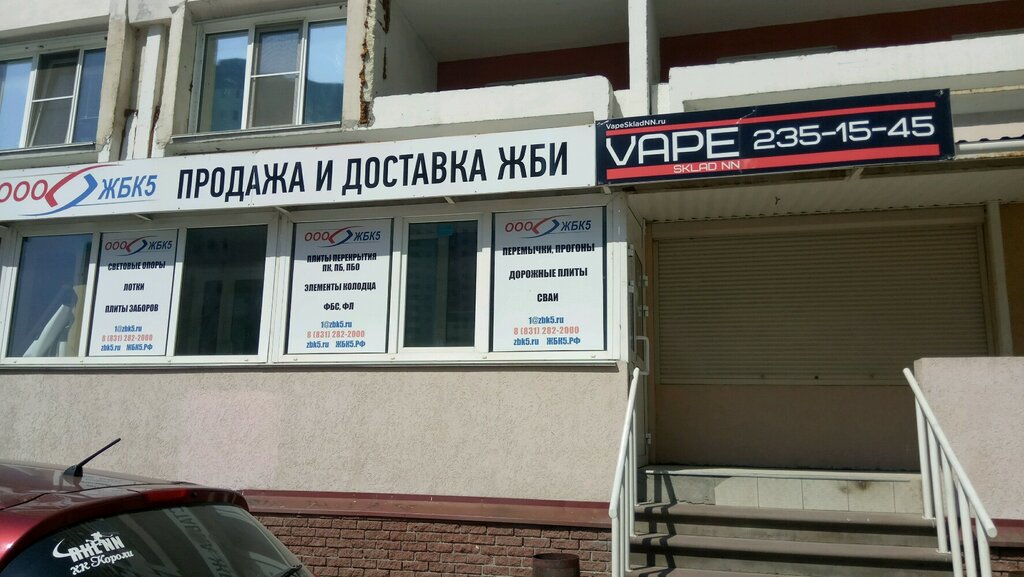 ООО ЖБК5 ПРОДАЖА И ДОСТАВКА ЖБИ
VapeSkladNN.ru
VAPE 235-15-45
SKLAD NN
ООО ЖБК5
СВЕТОВЫЕ ОПОРЫ
ЛОТКИ
ПЛИТЫ ЗАБОРОВ
1@zbk5.ru
8 (831) 282-2000
zbk5.ru ЖБК5.РФ
ООО ЖБК5
ПЛИТЫ ПЕРЕКРЫТИЯ
ПК, ПБ, ПБО
ЭЛЕМЕНТЫ КОЛОДЦА
ФБС, ФЛ
1@zbk5.ru
8 (831) 282-2000
zbk5.ru ЖБК5.РФ
ООО ЖБК5
ПЕРЕМЫЧКИ, ПРОГОНЫ
ДОРОЖНЫЕ ПЛИТЫ
СВАИ
1@zbk5.ru
8 (831) 282-2000
zbk5.ru ЖБК5.РФ
КК Короли